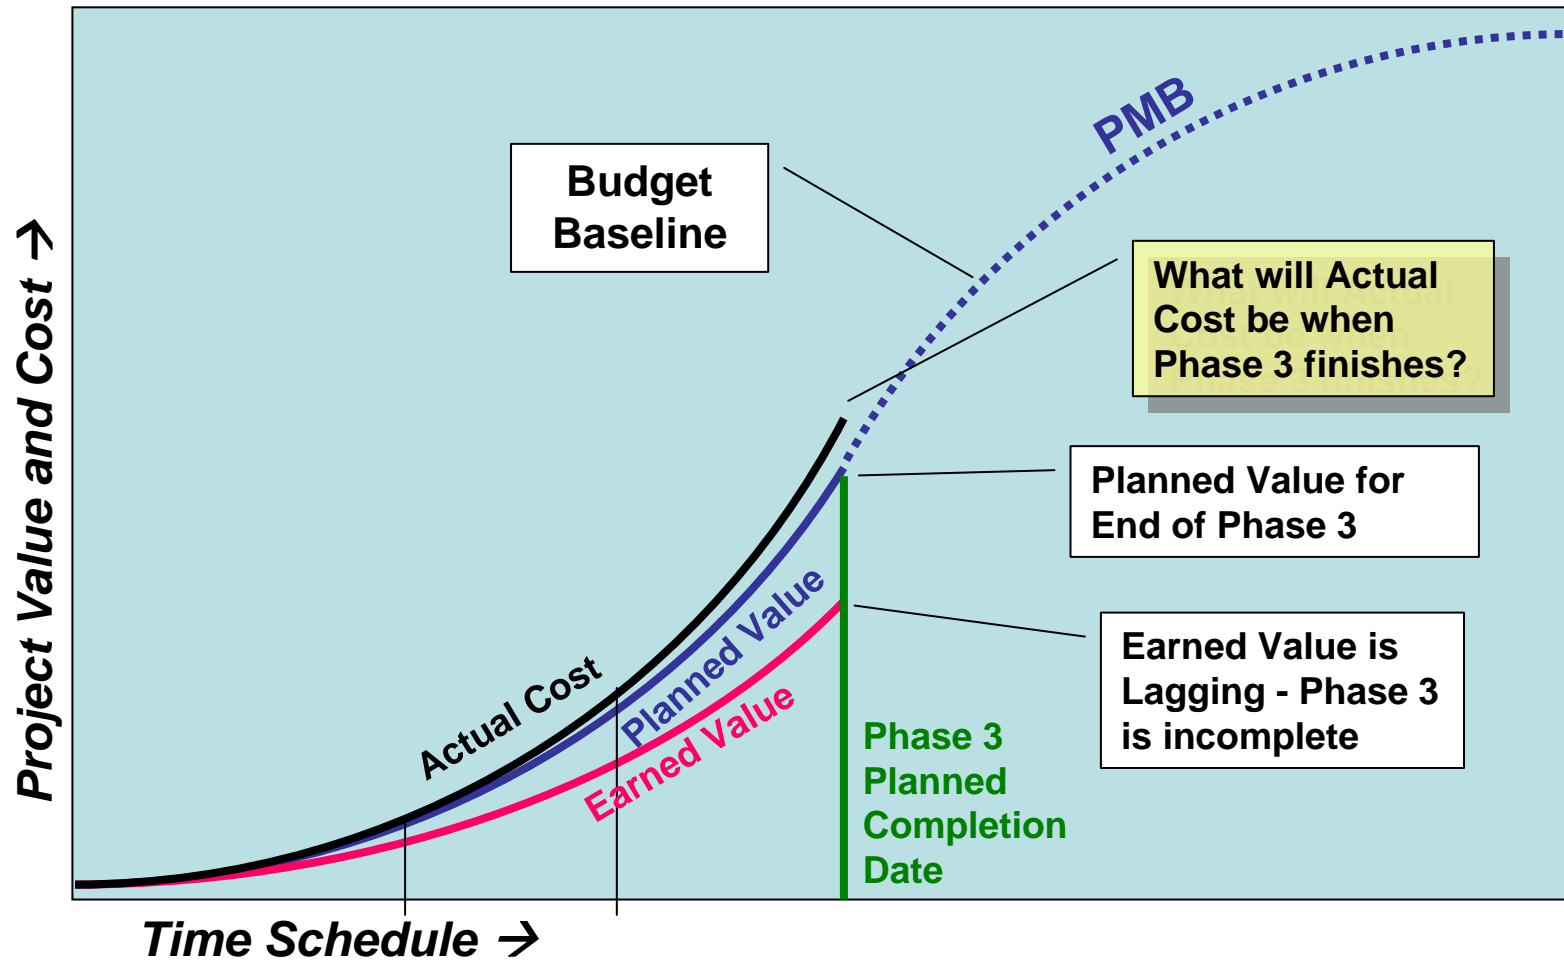 Project Value and Cost →
PMB
Budget
Baseline
What will Actual
Cost be when
Phase 3 finishes?
Planned Value for
End of Phase 3
Actual Cost
Planned Value
Earned Value
Earned Value is
Lagging - Phase 3
is incomplete
Phase 3
Planned
Completion
Date
Time Schedule →